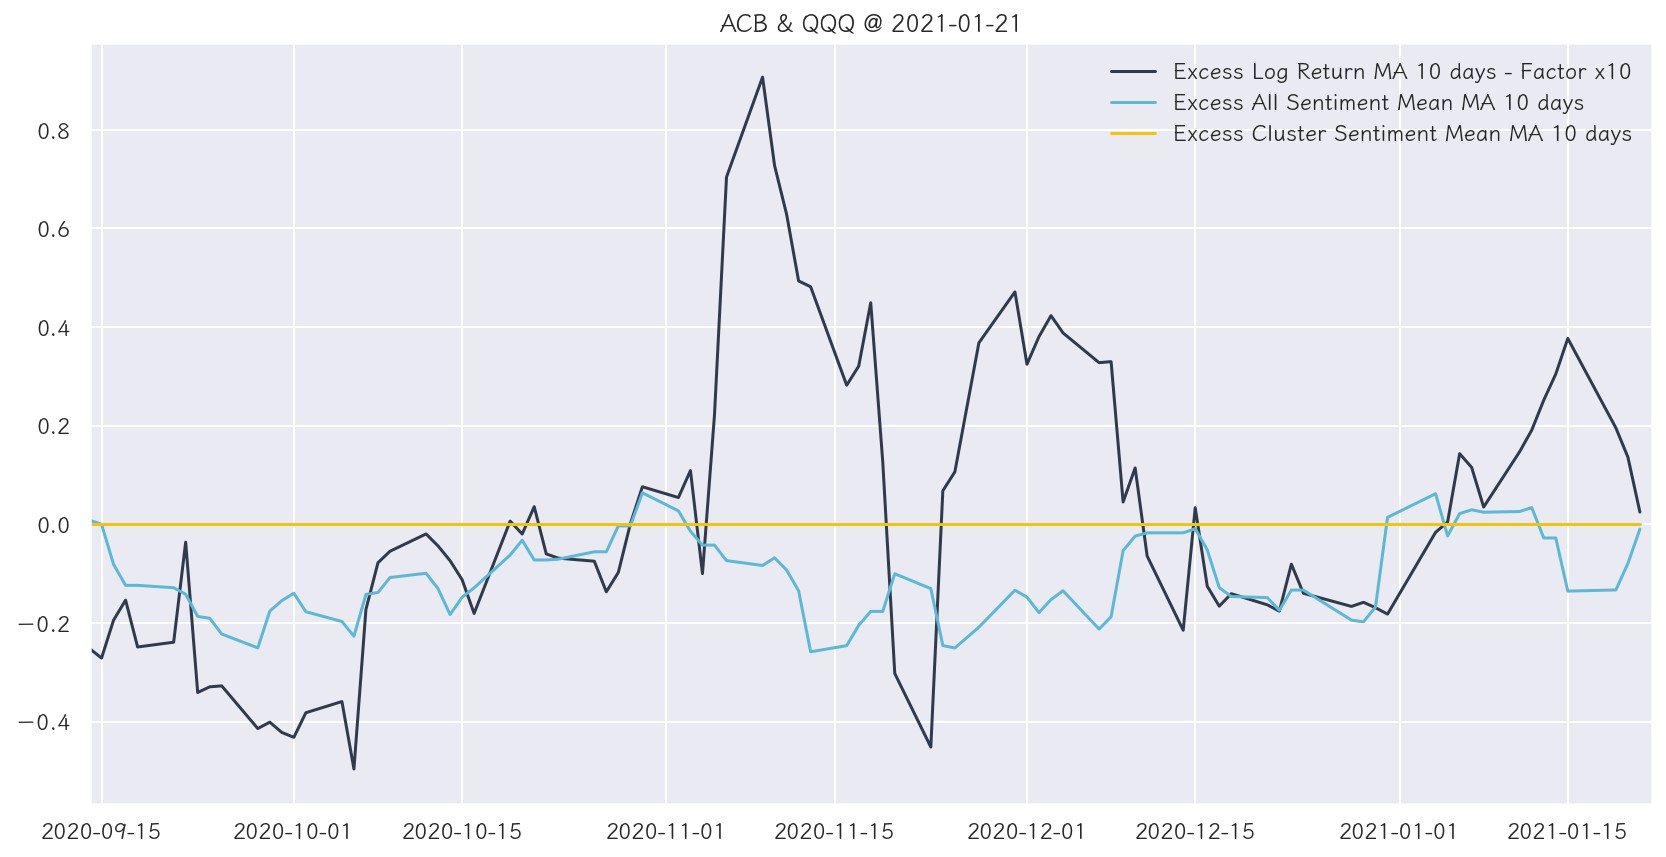 ACB & QQQ @ 2021-01-21
Excess Log Return MA 10 days - Factor x10
Excess All Sentiment Mean MA 10 days
Excess Cluster Sentiment Mean MA 10 days
0.8
0.6
0.4
0.2
0.0
−0.2
−0.4
2020-09-15 2020-10-01 2020-10-15 2020-11-01 2020-11-15 2020-12-01 2020-12-15 2021-01-01 2021-01-15